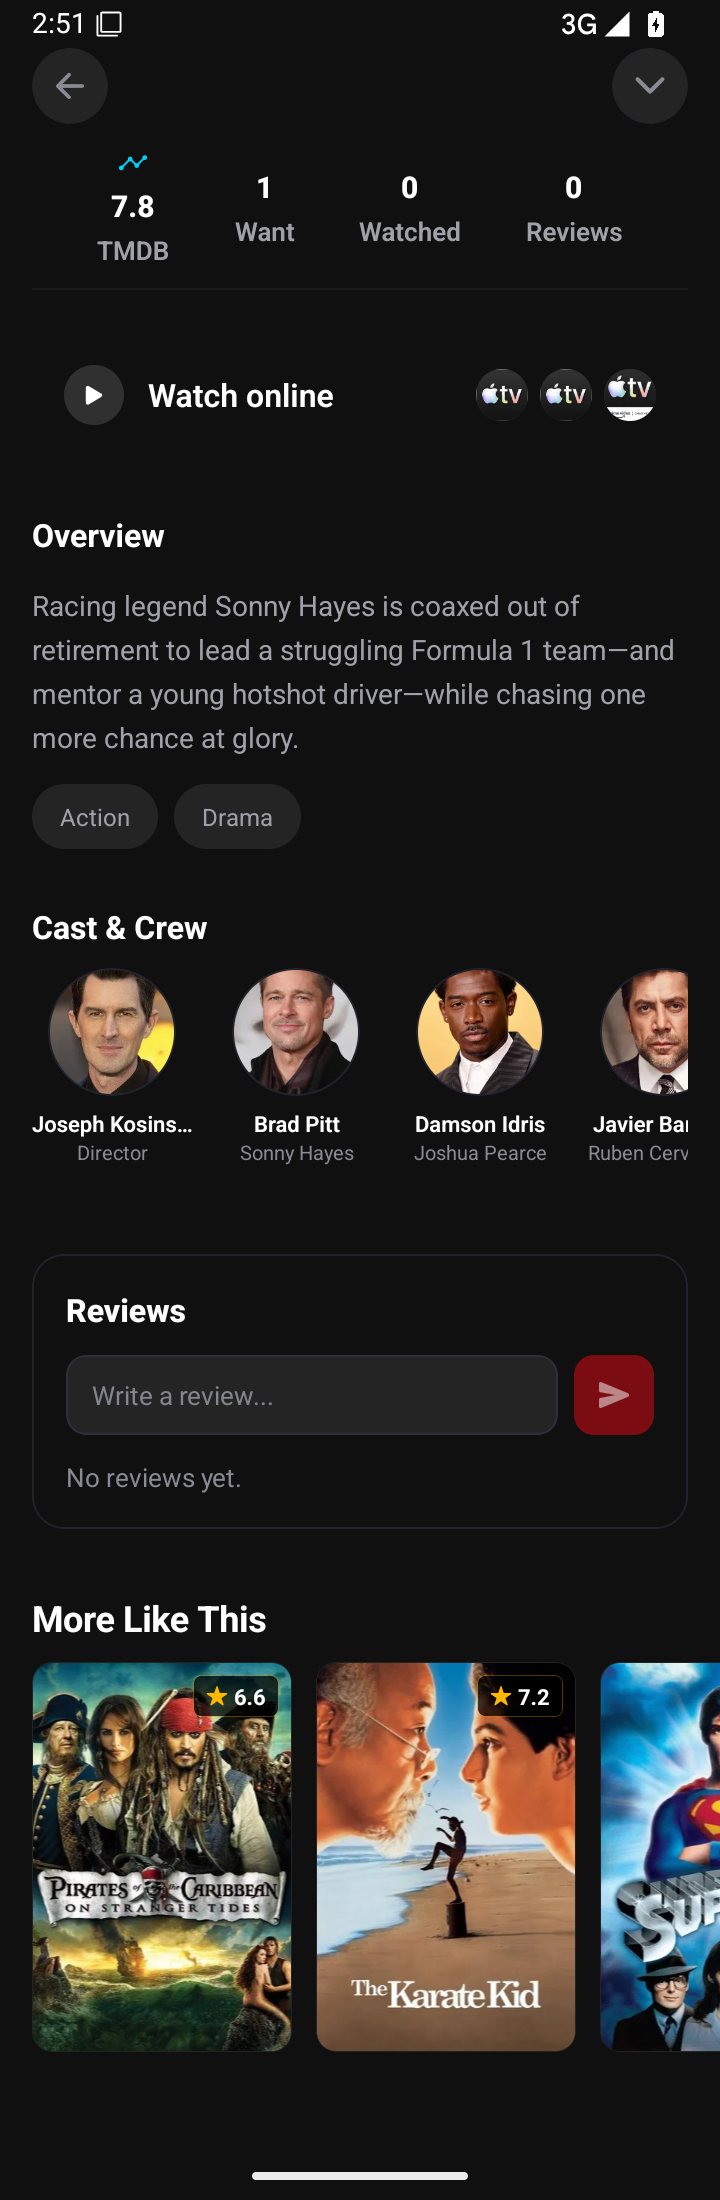 2:51
3G
7.8
TMDB
1
Want
0
Watched
0
Reviews
Watch online
tv
tv
tv
Overview
Racing legend Sonny Hayes is coaxed out of
retirement to lead a struggling Formula 1 team—and
mentor a young hotshot driver—while chasing one
more chance at glory.
Action
Drama
Cast & Crew
Joseph Kosins...
Director
Brad Pitt
Sonny Hayes
Damson Idris
Joshua Pearce
Javier Bar
Ruben Cerv
Reviews
Write a review...
No reviews yet.
More Like This
6.6
PIRATES of the CARIBBEAN
ON STRANGER TIDES
7.2
The Karate Kid
SUP